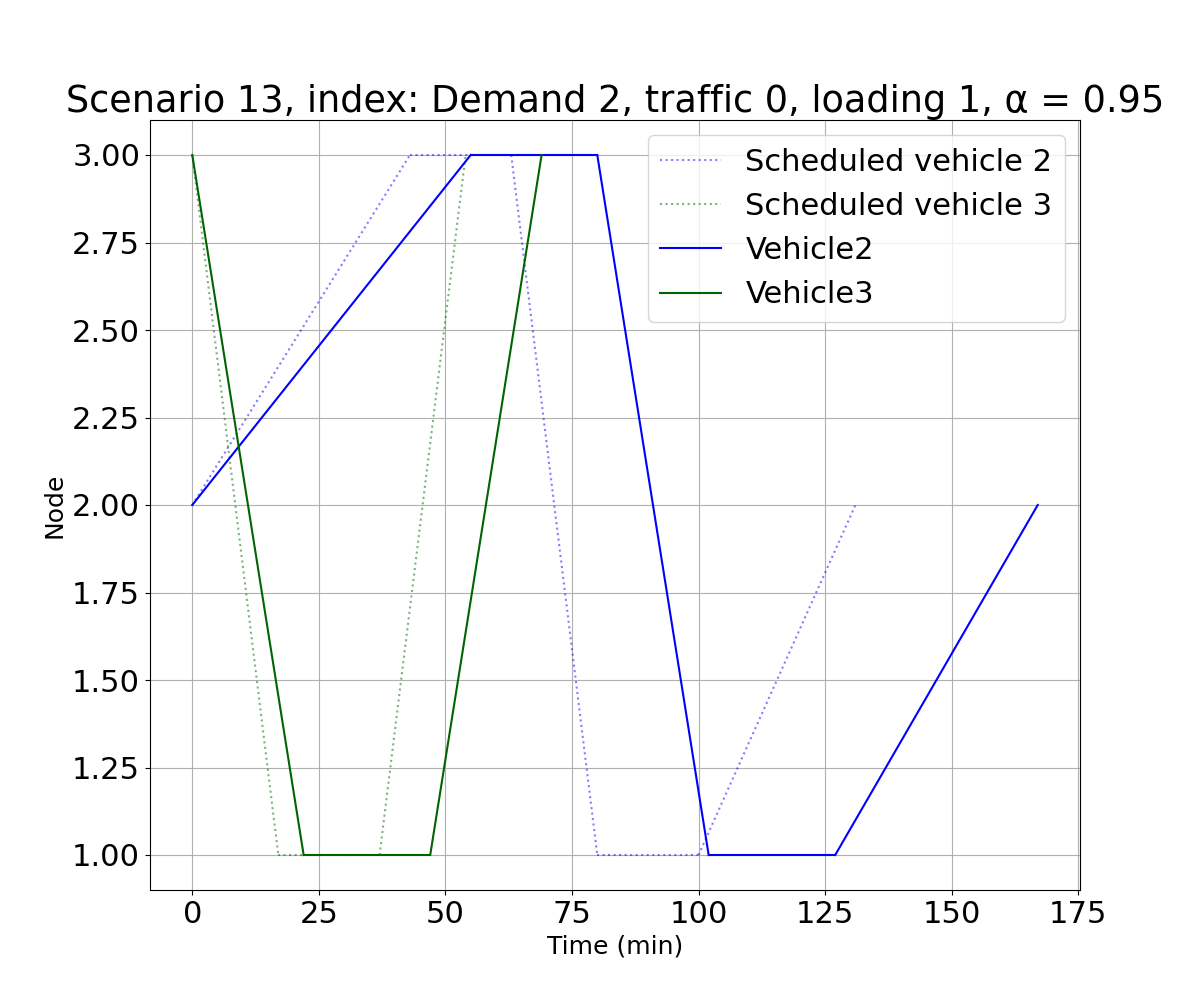 Scenario 13, index: Demand 2, traffic 0, loading 1, α = 0.95
Scheduled vehicle 2
Scheduled vehicle 3
Vehicle2
Vehicle3
3.00
2.75
2.50
2.25
2.00
1.75
1.50
1.25
1.00
Node
0 25 50 75 100 125 150 175
Time (min)